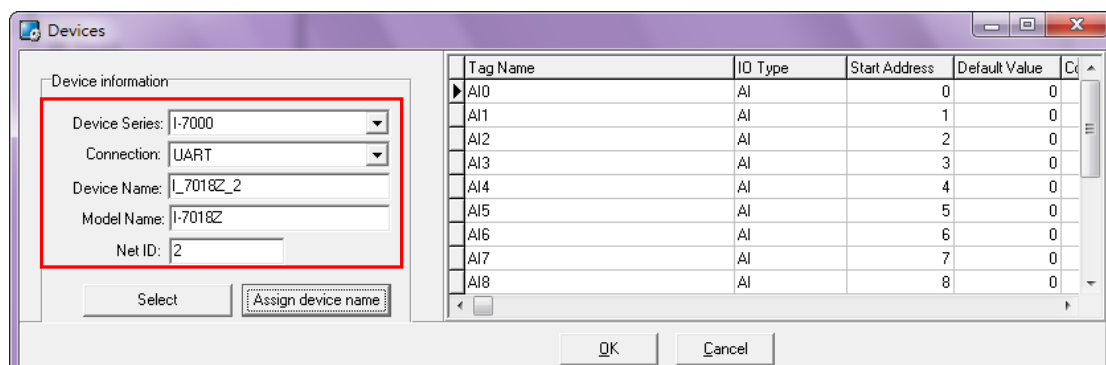 Devices
Device information
Device Series: I-7000
Connection: UART
Device Name: I_7018Z_2
Model Name: I-7018Z
Net ID: 2
Select Assign device name
Tag Name IO Type Start Address Default Value
AI0 AI 0 0
AI1 AI 1 0
AI2 AI 2 0
AI3 AI 3 0
AI4 AI 4 0
AI5 AI 5 0
AI6 AI 6 0
AI7 AI 7 0
AI8 AI 8 0
OK Cancel